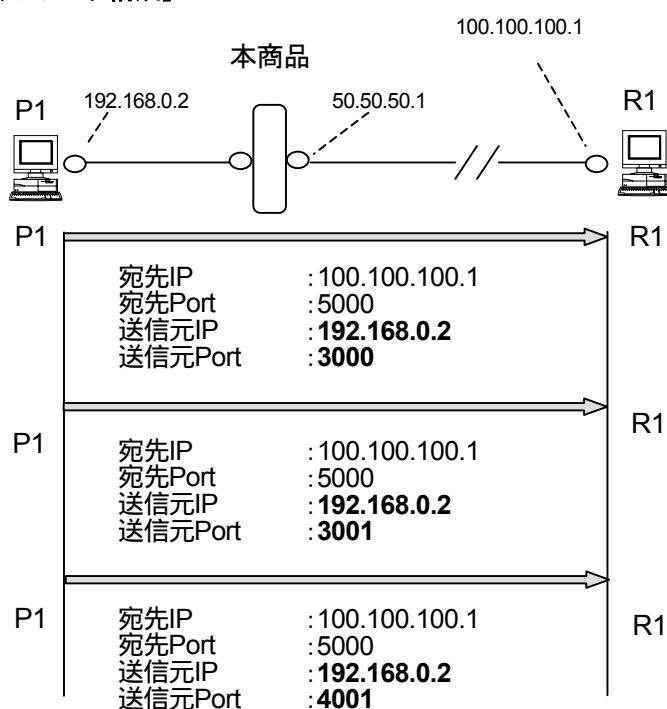 100.100.100.1
本商品
P1
192.168.0.2
50.50.50.1
R1
P1
R1
宛先IP :100.100.100.1
宛先Port :5000
送信元IP :192.168.0.2
送信元Port :3000
P1
R1
宛先IP :100.100.100.1
宛先Port :5000
送信元IP :192.168.0.2
送信元Port :3001
P1
R1
宛先IP :100.100.100.1
宛先Port :5000
送信元IP :192.168.0.2
送信元Port :4001